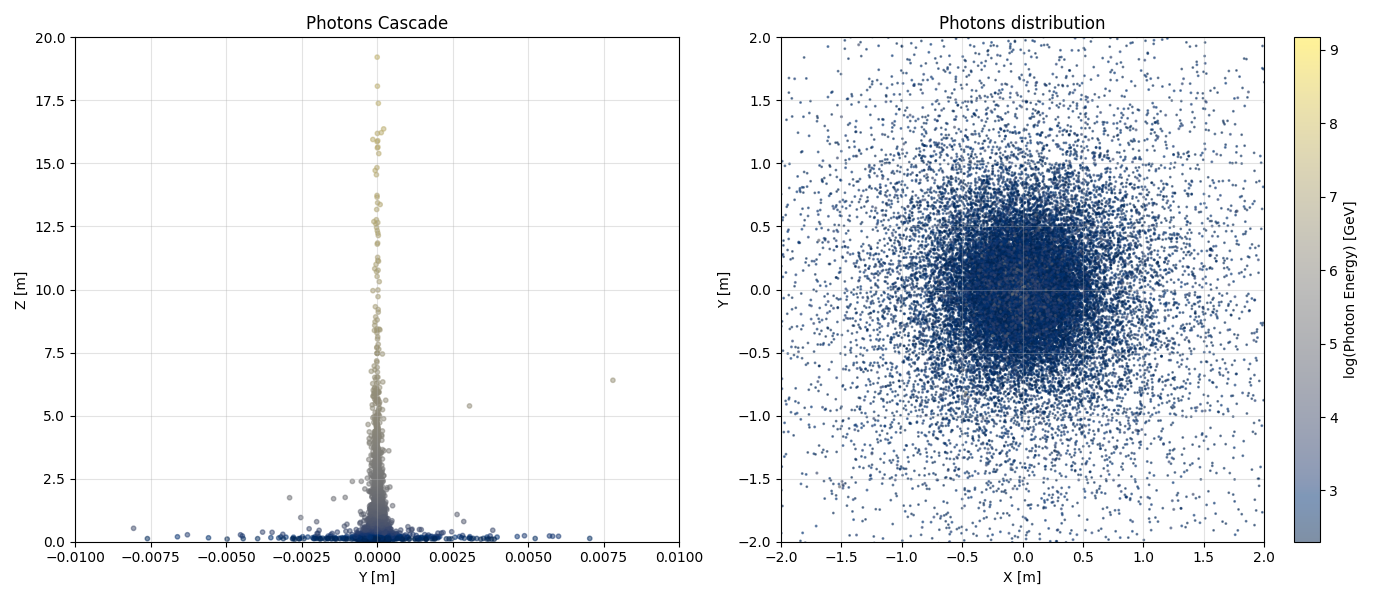 Photons Cascade
20.0
17.5
15.0
12.5
10.0
7.5
5.0
2.5
0.0
Z [m]
−0.0100 −0.0075 −0.0050 −0.0025 0.0000 0.0025 0.0050 0.0075 0.0100
Y [m]
Photons distribution
2.0
1.5
1.0
0.5
0.0
−0.5
−1.0
−1.5
−2.0
Y [m]
−2.0 −1.5 −1.0 −0.5 0.0 0.5 1.0 1.5 2.0
X [m]
9
8
7
6
5
4
3
log(Photon Energy) [GeV]